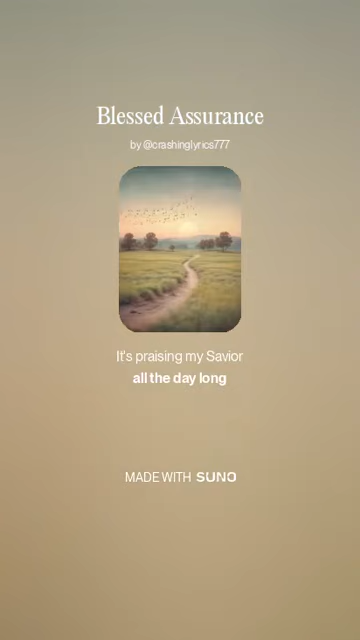 Blessed Assurance
by @crashinglyrics777
It's praising my Savior
all the day long
MADE WITH SUNO